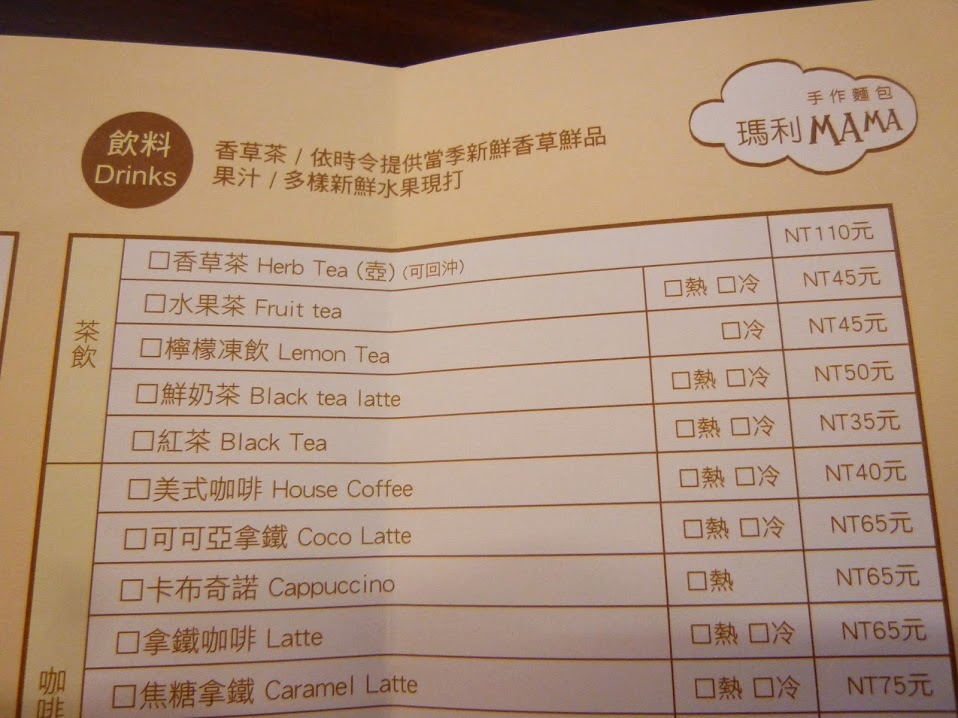 手作麵包
瑪利MAMA
飲料
Drinks
香草茶 / 依時令提供當季新鮮香草鮮品
果汁 / 多樣新鮮水果現打
茶飲
□香草茶 Herb Tea (壺) (可回沖) NT110元
□水果茶 Fruit tea □熱 □冷 NT45元
□檸檬凍飲 Lemon Tea □冷 NT45元
□鮮奶茶 Black tea latte □熱 □冷 NT50元
□紅茶 Black Tea □熱 □冷 NT35元
咖啡
□美式咖啡 House Coffee □熱 □冷 NT40元
□可可亞拿鐵 Coco Latte □熱 □冷 NT65元
□卡布奇諾 Cappuccino □熱 NT65元
□拿鐵咖啡 Latte □熱 □冷 NT65元
□焦糖拿鐵 Caramel Latte □熱 □冷 NT75元